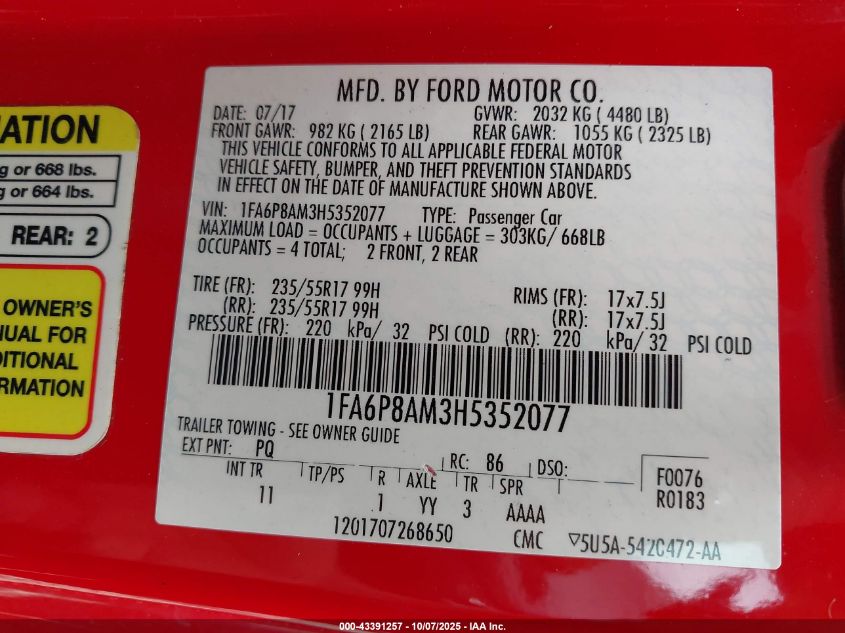 MFD. BY FORD MOTOR CO.
DATE: 07/17 GVWR: 2032 KG ( 4480 LB)
FRONT GAWR: 982 KG ( 2165 LB) REAR GAWR: 1055 KG ( 2325 LB)
THIS VEHICLE CONFORMS TO ALL APPLICABLE FEDERAL MOTOR
VEHICLE SAFETY, BUMPER, AND THEFT PREVENTION STANDARDS
IN EFFECT ON THE DATE OF MANUFACTURE SHOWN ABOVE.
VIN: 1FA6P8AM3H5352077 TYPE: Passenger Car
MAXIMUM LOAD = OCCUPANTS + LUGGAGE = 303KG/ 668LB
OCCUPANTS = 4 TOTAL; 2 FRONT, 2 REAR
TIRE (FR): 235/55R17 99H RIMS (FR): 17x7.5J
(RR): 235/55R17 99H (RR): 17x7.5J
PRESSURE (FR): 220 kPa/ 32 PSI COLD (RR): 220 kPa/ 32 PSI COLD
1FA6P8AM3H5352077
TRAILER TOWING - SEE OWNER GUIDE
EXT PNT: PQ RC: 86 DSO:
INT TR TP/PS R AXLE TR SPR
11 1 YY 3 AAAA
F0076
R0183
1201707268650 CMC ▽5U5A-542C472-AA
ATION
g or 668 lbs.
g or 664 lbs.
REAR: 2
OWNER'S
NUAL FOR
DITIONAL
FORMATION
000-43391257 - 10/07/2025 - IAA Inc.